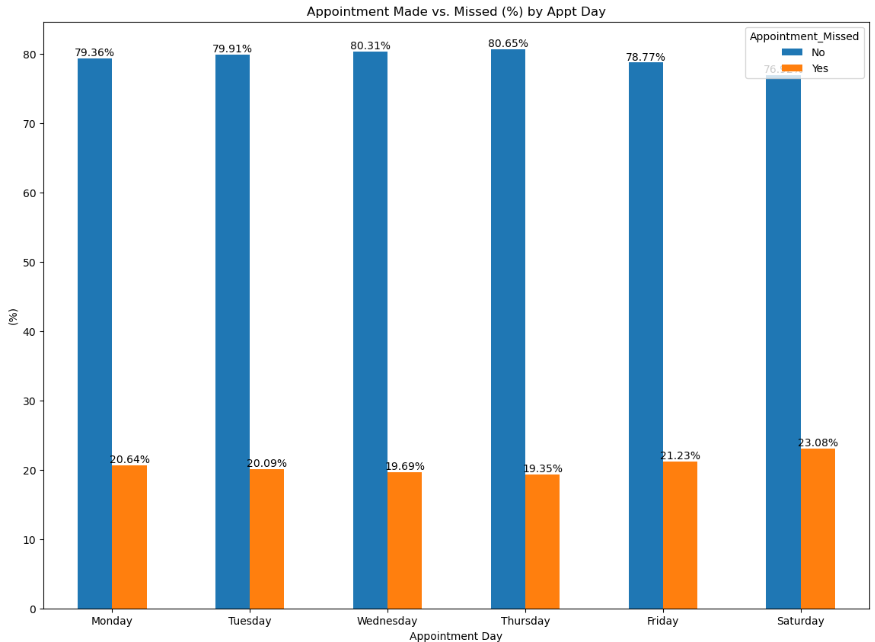 Appointment Made vs. Missed (%) by Appt Day
Appointment_Missed
No
Yes
79.36%
79.91%
80.31%
80.65%
78.77%
20.64%
20.09%
19.69%
19.35%
21.23%
23.08%
(%)
80
70
60
50
40
30
20
10
0
Monday
Tuesday
Wednesday
Thursday
Friday
Saturday
Appointment Day